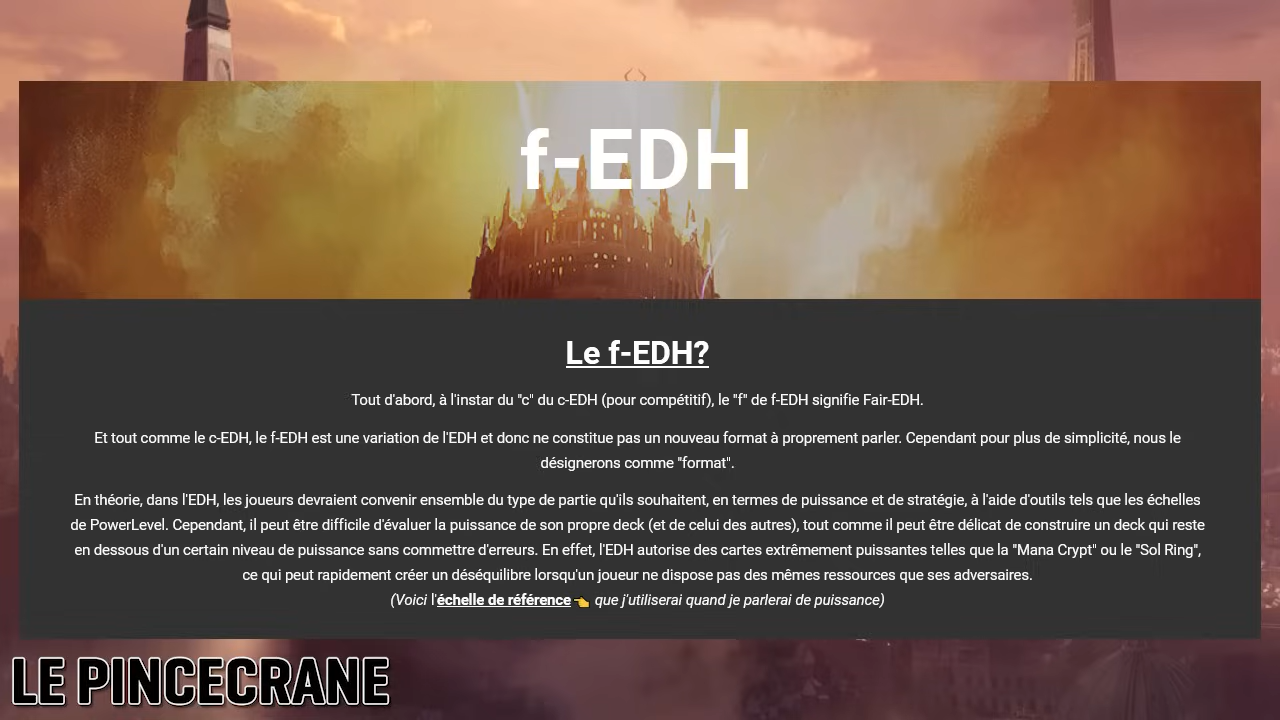 f-EDH
Le f-EDH?
Tout d'abord, à l'instar du "c" du c-EDH (pour compétitif), le "f" de f-EDH signifie Fair-EDH.
Et tout comme le c-EDH, le f-EDH est une variation de l'EDH et donc ne constitue pas un nouveau format à proprement parler. Cependant pour plus de simplicité, nous le
désignerons comme "format".
En théorie, dans l'EDH, les joueurs devraient convenir ensemble du type de partie qu'ils souhaitent, en termes de puissance et de stratégie, à l'aide d'outils tels que les échelles
de PowerLevel. Cependant, il peut être difficile d'évaluer la puissance de son propre deck (et de celui des autres), tout comme il peut être délicat de construire un deck qui reste
en dessous d'un certain niveau de puissance sans commettre d'erreurs. En effet, l'EDH autorise des cartes extrêmement puissantes telles que la "Mana Crypt" ou le "Sol Ring",
ce qui peut rapidement créer un déséquilibre lorsqu'un joueur ne dispose pas des mêmes ressources que ses adversaires.
(Voici l'échelle de référence👈 que j'utiliserai quand je parlerai de puissance)
LE PINCECRANE